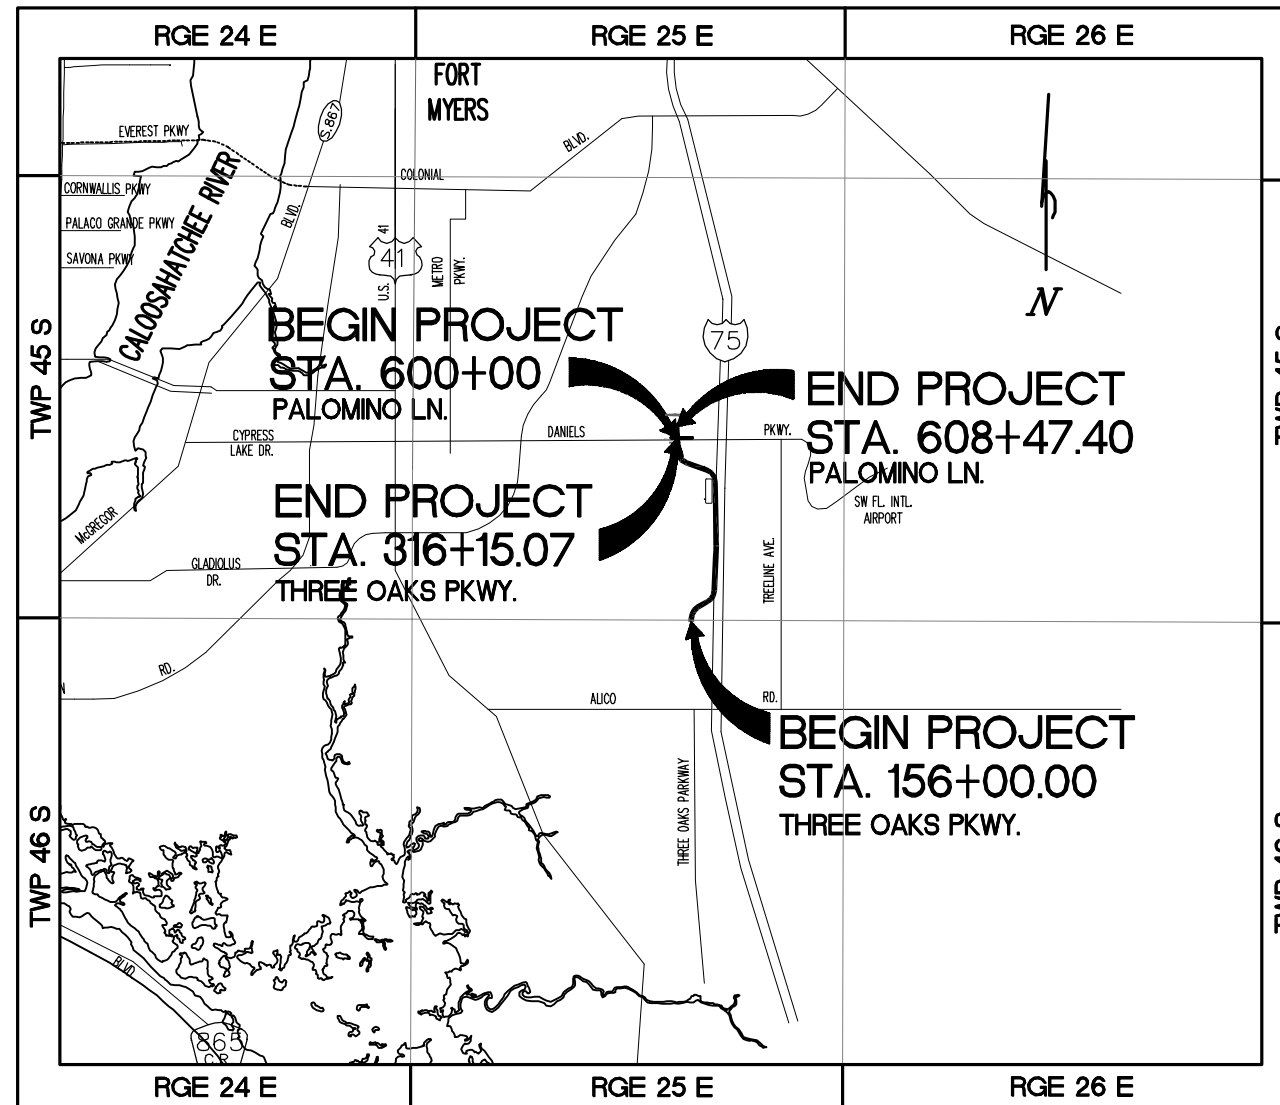 RGE 24 E
RGE 25 E
RGE 26 E
FORT
MYERS
S.867
EVEREST PKWY
BLVD.
COLONIAL
CORNWALLIS PKWY
PALACO GRANDE PKWY
SAVONA PKWY
CALOOSAHATCHEE RIVER
BLVD.
41
U.S. 41
METRO
PKWY.
N
TWP 45 S
BEGIN PROJECT
STA. 600+00
PALOMINO LN.
75
END PROJECT
STA. 608+47.40
PALOMINO LN.
CYPRESS
LAKE DR.
DANIELS
PKWY.
SW FL. INTL.
AIRPORT
END PROJECT
STA. 316+15.07
THREE OAKS PKWY.
McGREGOR
GLADIOLUS
DR.
TREELINE AVE.
RD.
N
ALICO
RD.
BEGIN PROJECT
STA. 156+00.00
THREE OAKS PKWY.
THREE OAKS PARKWAY
TWP 46 S
BLVD.
865
C.R.
RGE 24 E
RGE 25 E
RGE 26 E